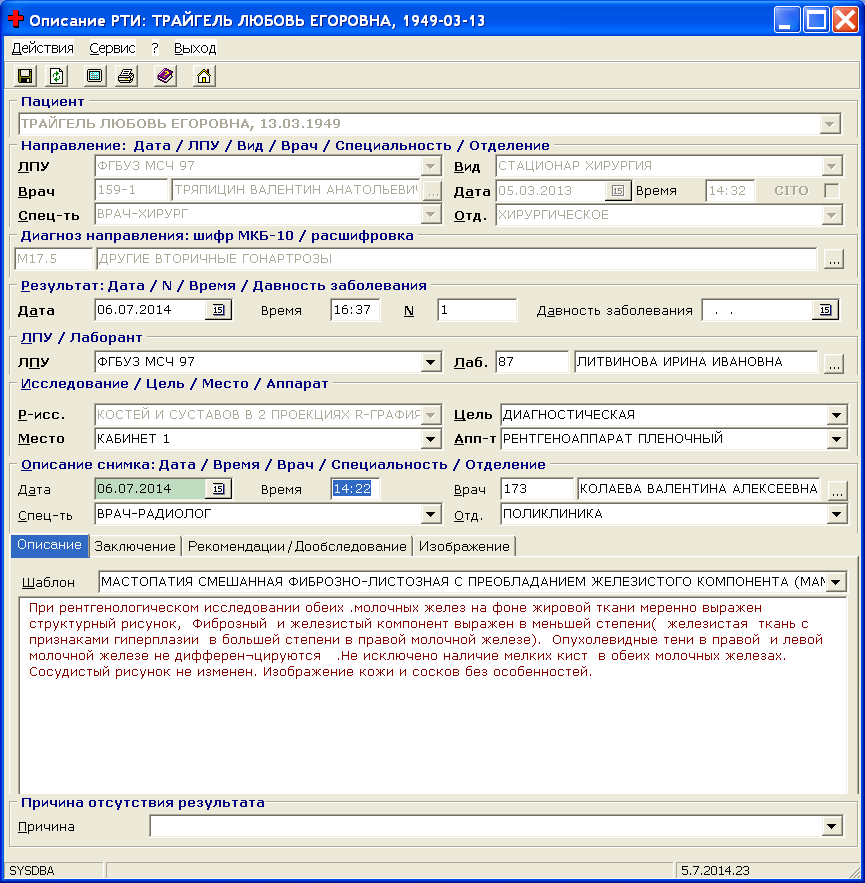 Описание РТИ: ТРАЙГЕЛЬ ЛЮБОВЬ ЕГОРОВНА, 1949-03-13
Действия Сервис ? Выход
Пациент
ТРАЙГЕЛЬ ЛЮБОВЬ ЕГОРОВНА, 13.03.1949
Направление: Дата / ЛПУ / Вид / Врач / Специальность / Отделение
ЛПУ ФГБУЗ МСЧ 97 Вид СТАЦИОНАР ХИРУРГИЯ
Врач 159-1 ТРЯПИЦИН ВАЛЕНТИН АНАТОЛЬЕВИЧ ... Дата 05.03.2013 15 Время 14:32 CITO
Спец-ть ВРАЧ-ХИРУРГ Отд. ХИРУРГИЧЕСКОЕ
Диагноз направления: шифр МКБ-10 / расшифровка
M17.5 ДРУГИЕ ВТОРИЧНЫЕ ГОНАРТРОЗЫ ...
Результат: Дата / N / Время / Давность заболевания
Дата 06.07.2014 15 Время 16:37 N 1 Давность заболевания . . 15
ЛПУ / Лаборант
ЛПУ ФГБУЗ МСЧ 97 Лаб. 87 ЛИТВИНОВА ИРИНА ИВАНОВНА ...
Исследование / Цель / Место / Аппарат
Р-исс. КОСТЕЙ И СУСТАВОВ В 2 ПРОЕКЦИЯХ R-ГРАФИЯ Цель ДИАГНОСТИЧЕСКАЯ
Место КАБИНЕТ 1 Апп-т РЕНТГЕНОАППАРАТ ПЛЕНОЧНЫЙ
Описание снимка: Дата / Время / Врач / Специальность / Отделение
Дата 06.07.2014 15 Время 14:22 Врач 173 КОЛАЕВА ВАЛЕНТИНА АЛЕКСЕЕВНА ...
Спец-ть ВРАЧ-РАДИОЛОГ Отд. ПОЛИКЛИНИКА
Описание Заключение Рекомендации/Дообследование Изображение
Шаблон МАСТОПАТИЯ СМЕШАННАЯ ФИБРОЗНО-ЛИСТОЗНАЯ С ПРЕОБЛАДАНИЕМ ЖЕЛЕЗИСТОГО КОМПОНЕНТА (МАМ
При рентгенологическом исследовании обеих .молочных желез на фоне жировой ткани меренно выражен
структурный рисунок, Фиброзный и железистый компонент выражен в меньшей степени( железистая ткань с
признаками гиперплазии в большей степени в правой молочной железе). Опухолевидные тени в правой и левой
молочной железе не дифферен¬цируются .Не исключено наличие мелких кист в обеих молочных железах.
Сосудистый рисунок не изменен. Изображение кожи и сосков без особенностей.
Причина отсутствия результата
Причина
SYSDBA 5.7.2014.23